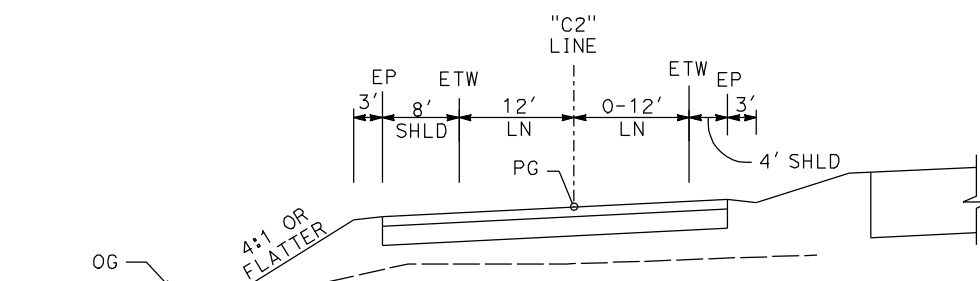 "C2"
LINE
EP
ETW
ETW
EP
3'
8'
SHLD
12'
LN
0-12'
LN
3'
4' SHLD
PG
4:1 OR
FLATTER
OG